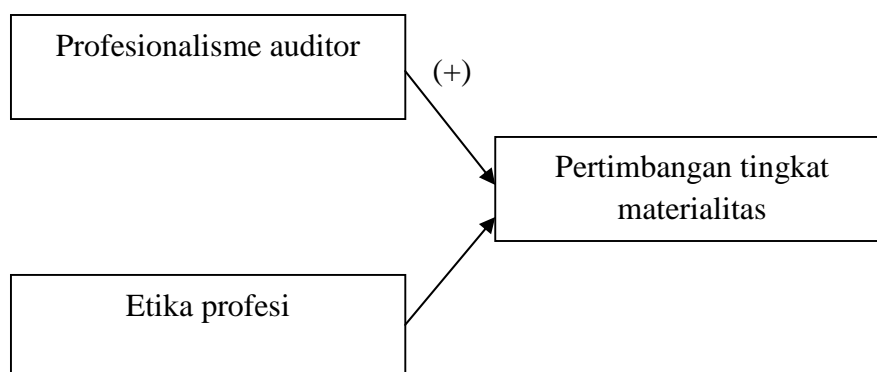 Profesionalisme auditor
(+)
Pertimbangan tingkat
materialitas
Etika profesi